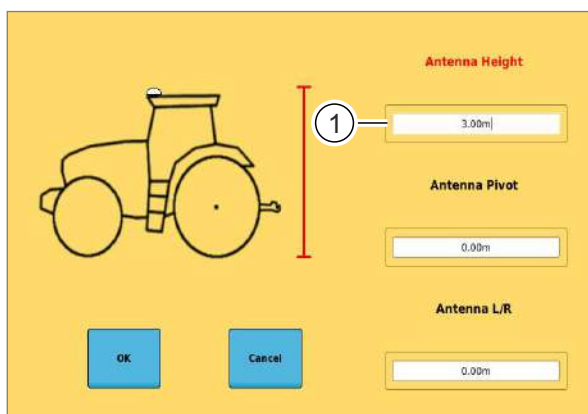 Antenna Height
1
3.00m
Antenna Pivot
0.00m
Antenna L/R
0.00m
OK
Cancel